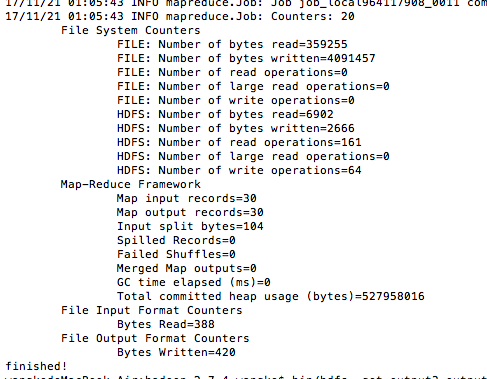 17/11/21 01:05:43 INFO mapreduce.Job: Job job_local964117908_0011 com
17/11/21 01:05:43 INFO mapreduce.Job: Counters: 20
File System Counters
FILE: Number of bytes read=359255
FILE: Number of bytes written=4091457
FILE: Number of read operations=0
FILE: Number of large read operations=0
FILE: Number of write operations=0
HDFS: Number of bytes read=6902
HDFS: Number of bytes written=2666
HDFS: Number of read operations=161
HDFS: Number of large read operations=0
HDFS: Number of write operations=64
Map-Reduce Framework
Map input records=30
Map output records=30
Input split bytes=104
Spilled Records=0
Failed Shuffles=0
Merged Map outputs=0
GC time elapsed (ms)=0
Total committed heap usage (bytes)=527958016
File Input Format Counters
Bytes Read=388
File Output Format Counters
Bytes Written=420
finished!